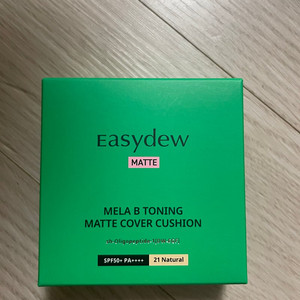 Easydew
MATTE
MELA B TONING
MATTE COVER CUSHION
SPF50+ PA++++
21 Natural